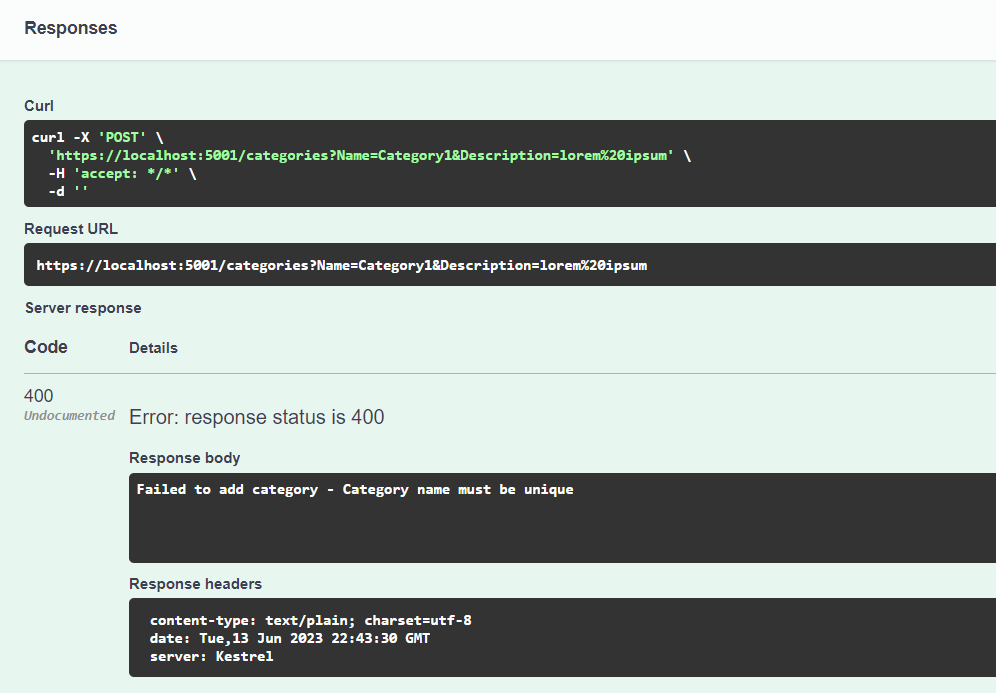 Responses
Curl
curl -X 'POST' \
'https://localhost:5001/categories?Name=Category1&Description=lorem%20ipsum' \
-H 'accept: */*' \
-d ''
Request URL
https://localhost:5001/categories?Name=Category1&Description=lorem%20ipsum
Server response
Code Details
400
Undocumented
Error: response status is 400
Response body
Failed to add category - Category name must be unique
Response headers
content-type: text/plain; charset=utf-8
date: Tue,13 Jun 2023 22:43:30 GMT
server: Kestrel